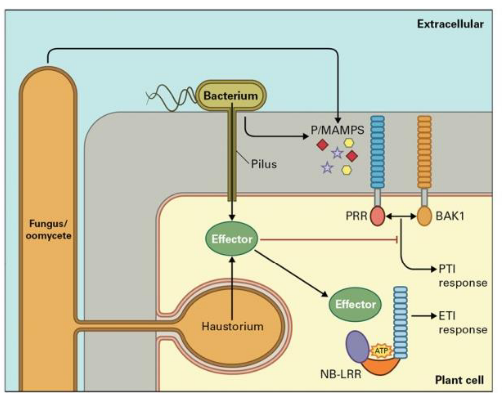 Extracellular
Bacterium
P/MAMPS
Pilus
Fungus/
oomycete
PRR
BAK1
Effector
PTI
response
Effector
Haustorium
ETI
response
ATP
NB-LRR
Plant cell